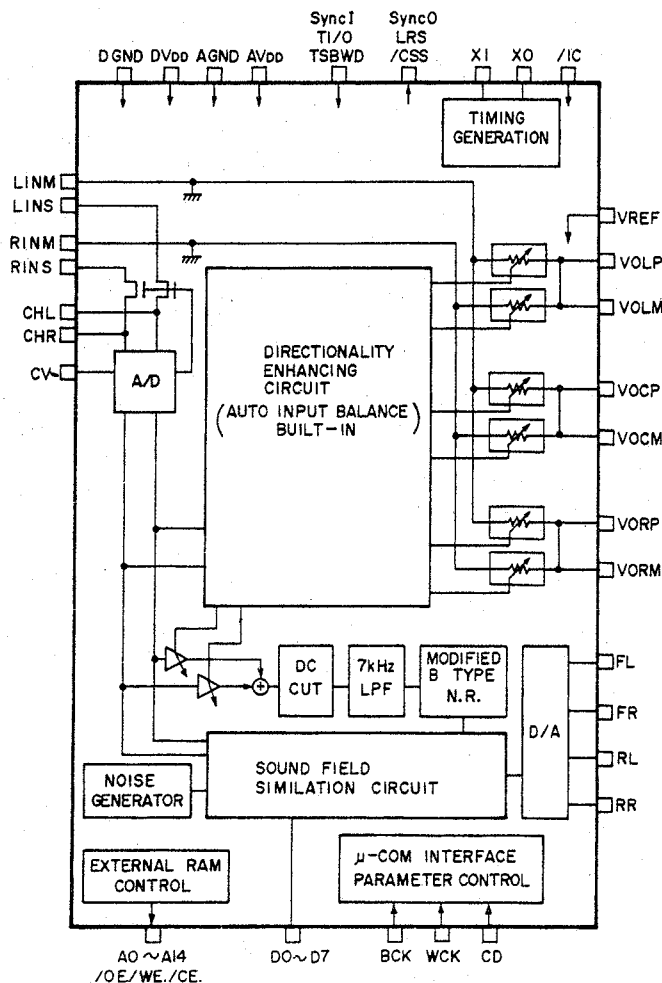 SyncI SyncO
TI/O LRS
DGND DVDD AGND AVDD TSBWD /CSS XI XO /IC
TIMING
GENERATION
LINM
LINS
VREF
RINM
RINS
VOLP
CHL
VOLM
CHR
DIRECTIONALITY
ENHANCING
CIRCUIT
(AUTO INPUT BALANCE
BUILT-IN)
CV
A/D
VOCP
VOCM
VORP
VORM
DC
CUT
7kHz
LPF
MODIFIED
B TYPE
N.R.
FL
FR
D/A
RL
RR
+
SOUND FIELD
SIMILATION CIRCUIT
NOISE
GENERATOR
EXTERNAL RAM
CONTROL
μ-COM INTERFACE
PARAMETER CONTROL
A0~A14 D0~D7 BCK WCK CD
/OE/WE./CE.